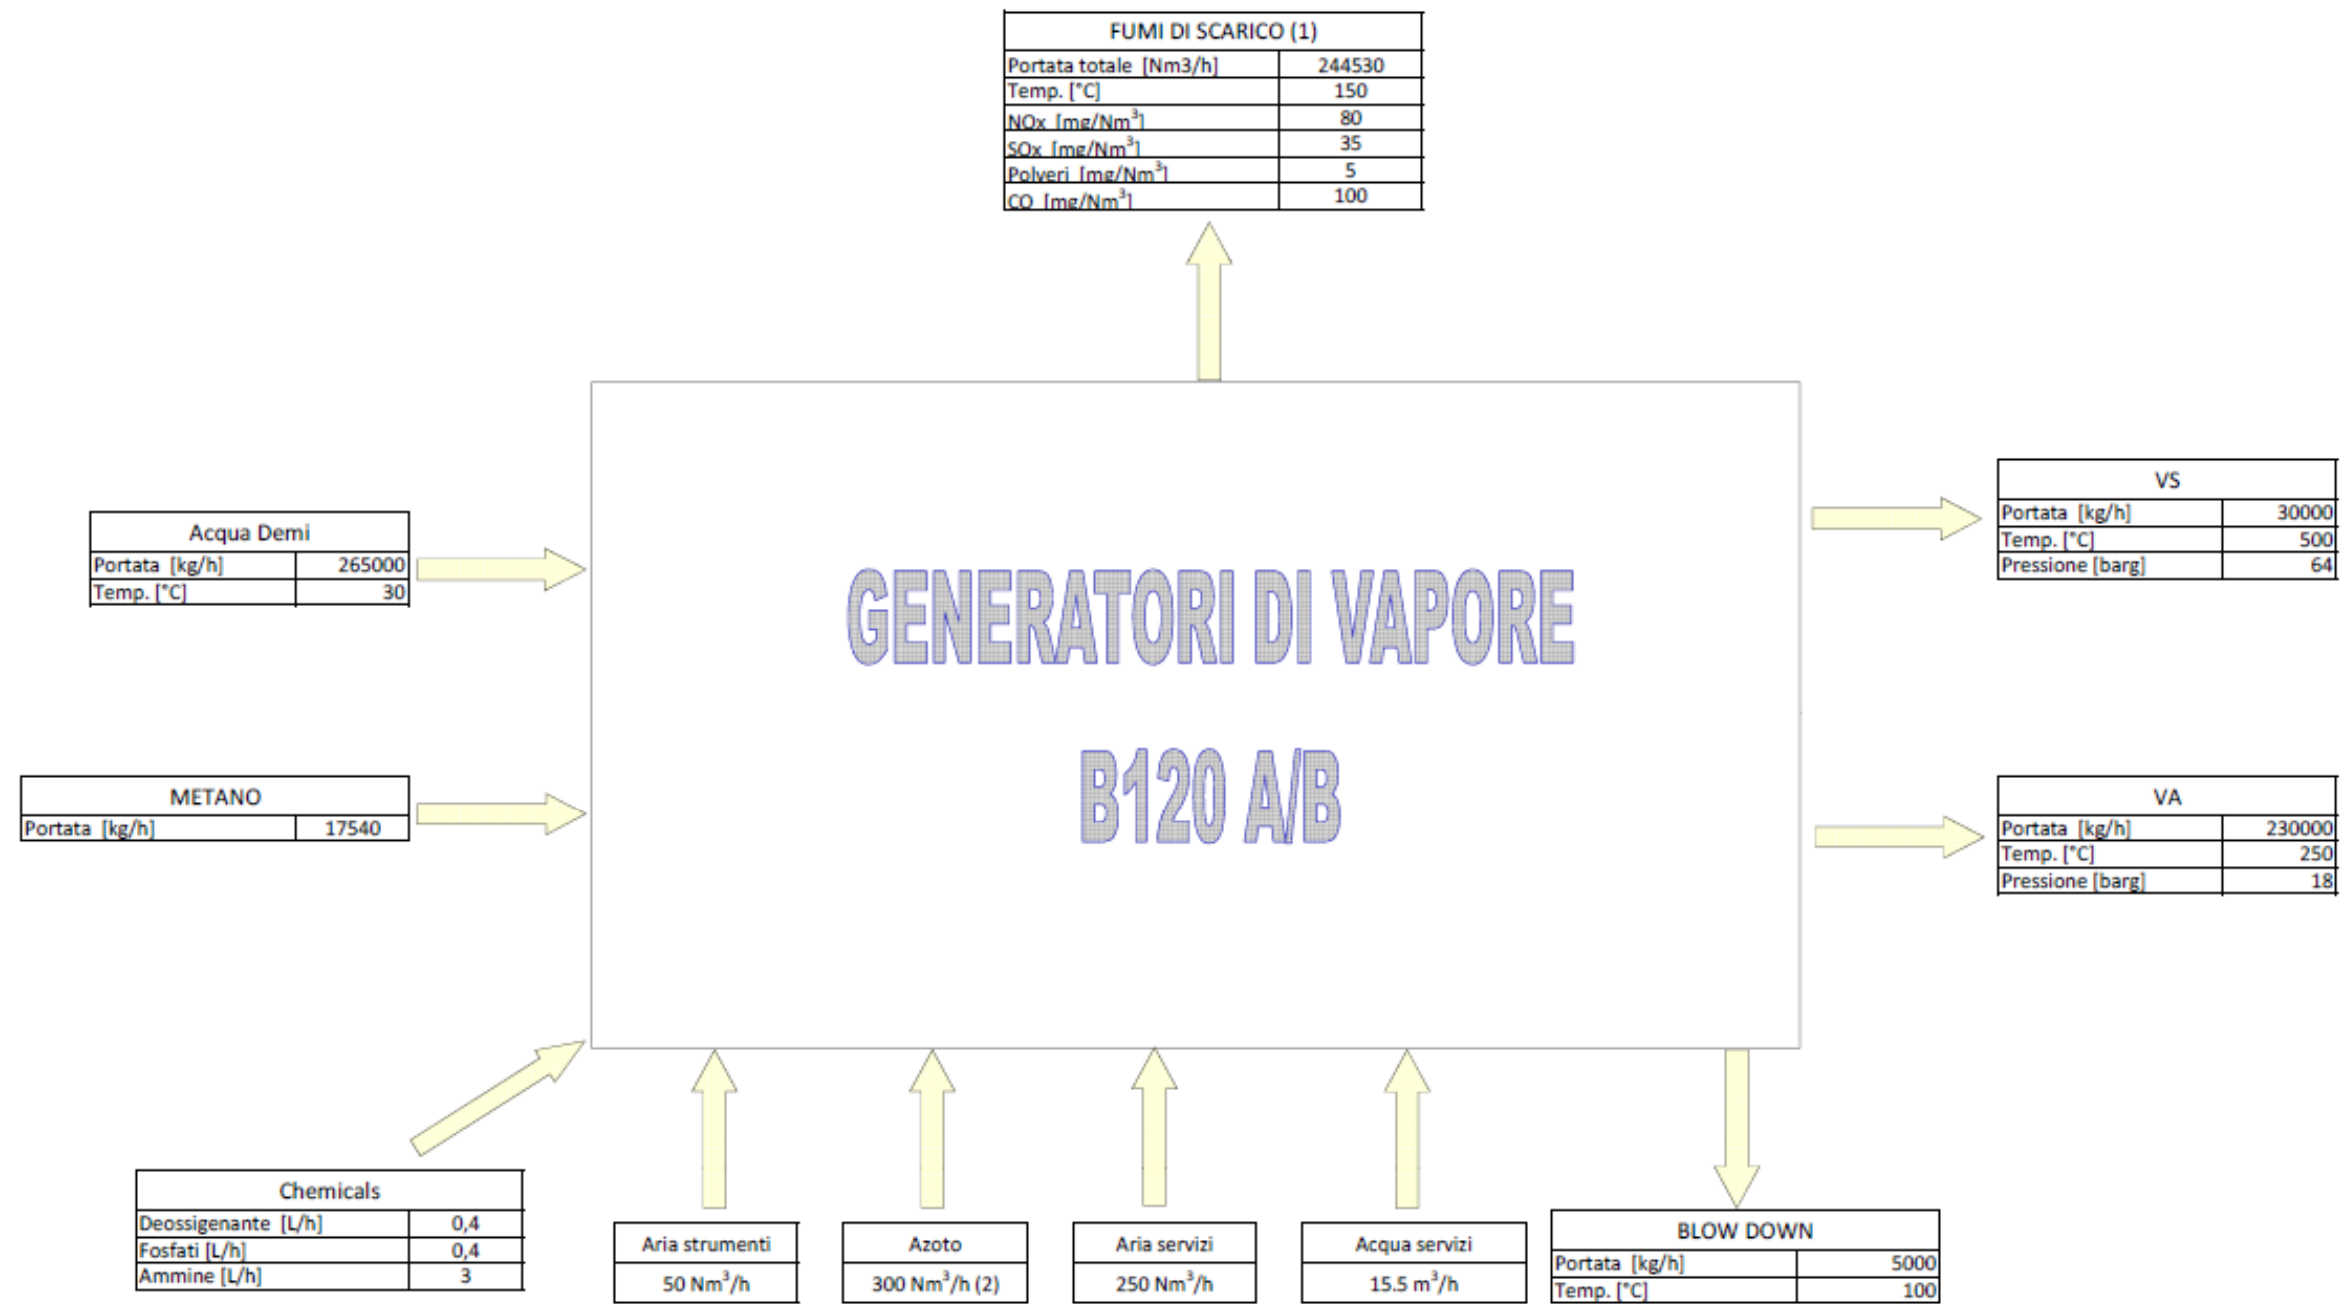 FUMI DI SCARICO (1)
Portata totale [Nm3/h] 244530
Temp. [°C] 150
NOx [mg/Nm³] 80
SOx [mg/Nm³] 35
Polveri [mg/Nm³] 5
CO [mg/Nm³] 100
Acqua Demi
Portata [kg/h] 265000
Temp. [°C] 30
METANO
Portata [kg/h] 17540
GENERATORI DI VAPORE
B120 A/B
VS
Portata [kg/h] 30000
Temp. [°C] 500
Pressione [barg] 64
VA
Portata [kg/h] 230000
Temp. [°C] 250
Pressione [barg] 18
Chemicals
Deossigenante [L/h] 0,4
Fosfati [L/h] 0,4
Ammine [L/h] 3
Aria strumenti
50 Nm³/h
Azoto
300 Nm³/h (2)
Aria servizi
250 Nm³/h
Acqua servizi
15.5 m³/h
BLOW DOWN
Portata [kg/h] 5000
Temp. [°C] 100